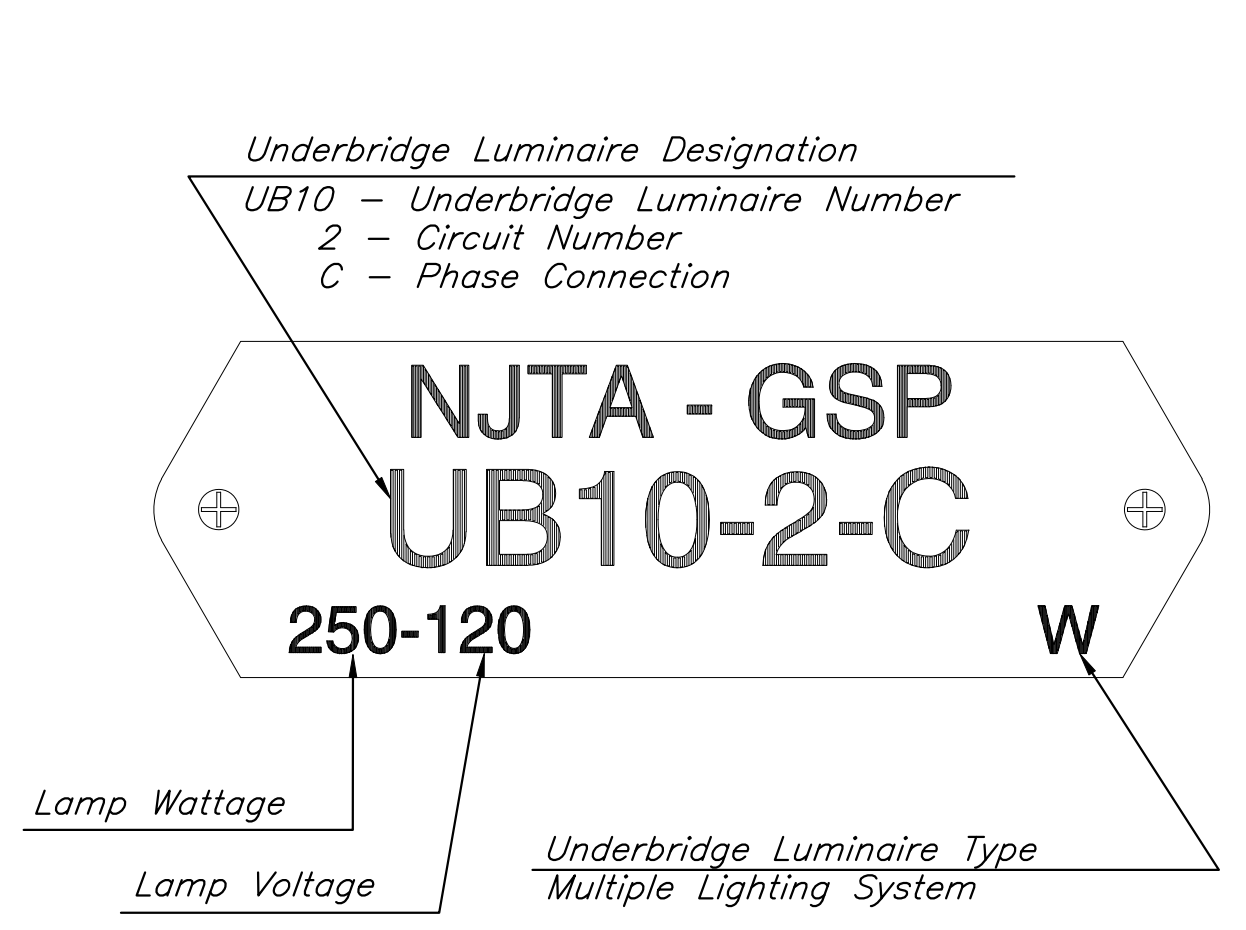 Underbridge Luminaire Designation
UB10 - Underbridge Luminaire Number
2 - Circuit Number
C - Phase Connection
NJTA - GSP
UB10-2-C
250-120
W
Lamp Wattage
Lamp Voltage
Underbridge Luminaire Type
Multiple Lighting System